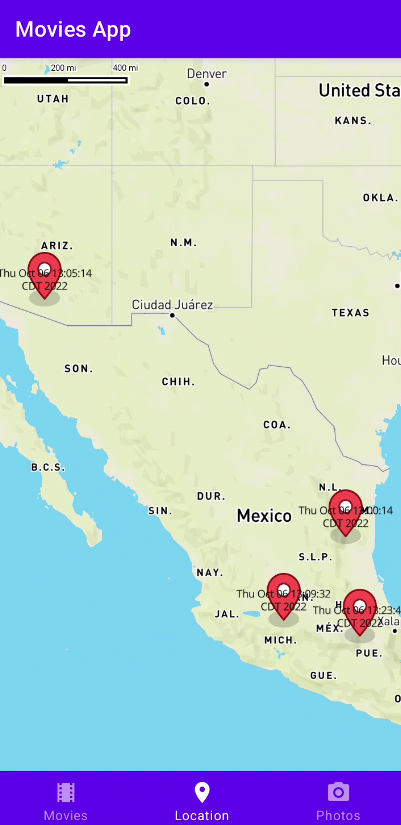 Movies App
0 200 mi 400 mi
Denver
United Sta
UTAH
COLO.
KANS.
OKLA.
ARIZ.
N.M.
Thu Oct 06 13:05:14
CDT 2022
Ciudad Juárez
TEXAS
Hou
SON.
CHIH.
COA.
B.C.S.
DUR.
N.L.
SIN.
Mexico
Thu Oct 06 13:00:14
CDT 2022
S.L.P.
NAY.
Thu Oct 06 13:09:32
CDT 2022
JAL.
Thu Oct 06 13:23:4
CDT 2022
MÉX.
Xala
MICH.
PUE.
GUE.
O
Movies
Location
Photos